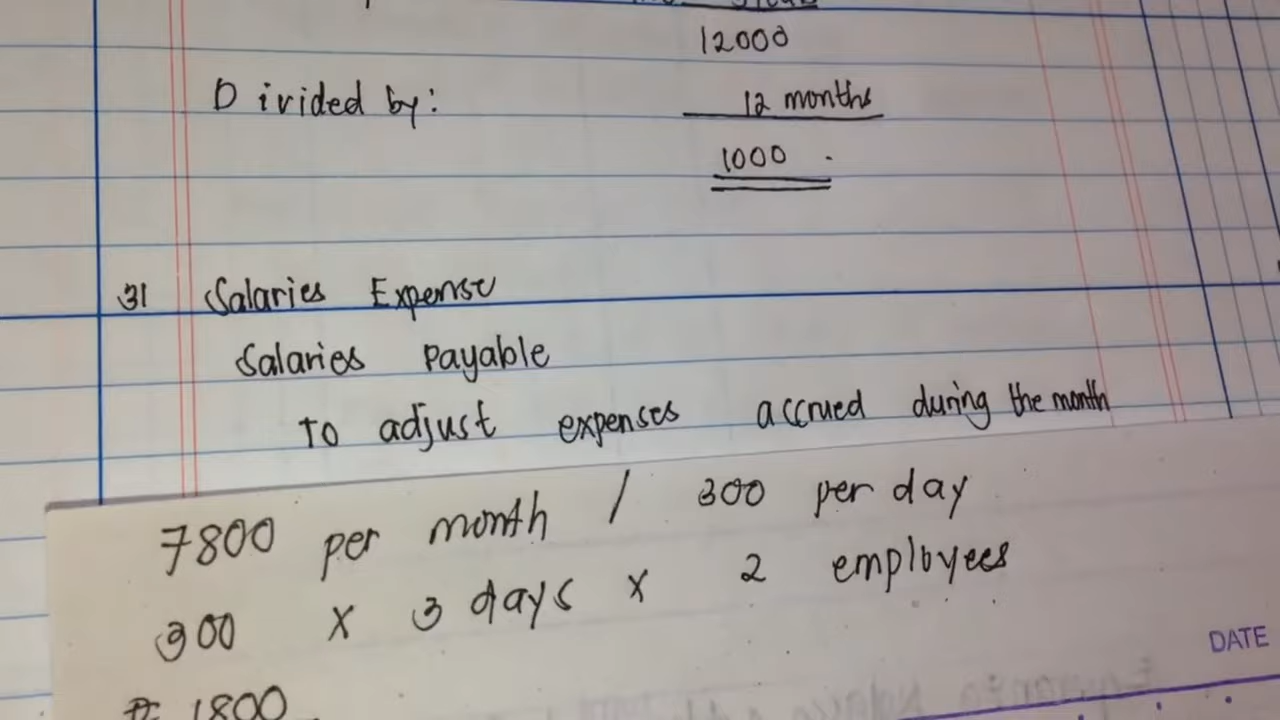 12000
Divided by: 12 months
1000
31 Salaries Expense
Salaries Payable
To adjust expenses accrued during the month
7800 per month / 300 per day
300 x 3 days x 2 employees
₱ 1800
DATE